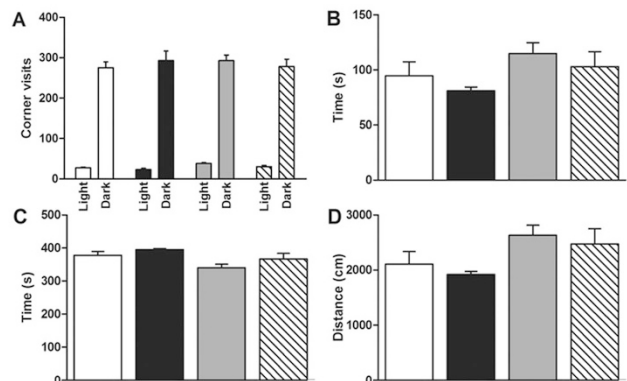 A
Corner visits
400
300
200
100
0
Light
Dark
Light
Dark
Light
Dark
Light
Dark
B
Time (s)
150
100
50
0
C
Time (s)
500
400
300
200
100
0
D
Distance (cm)
3000
2000
1000
0